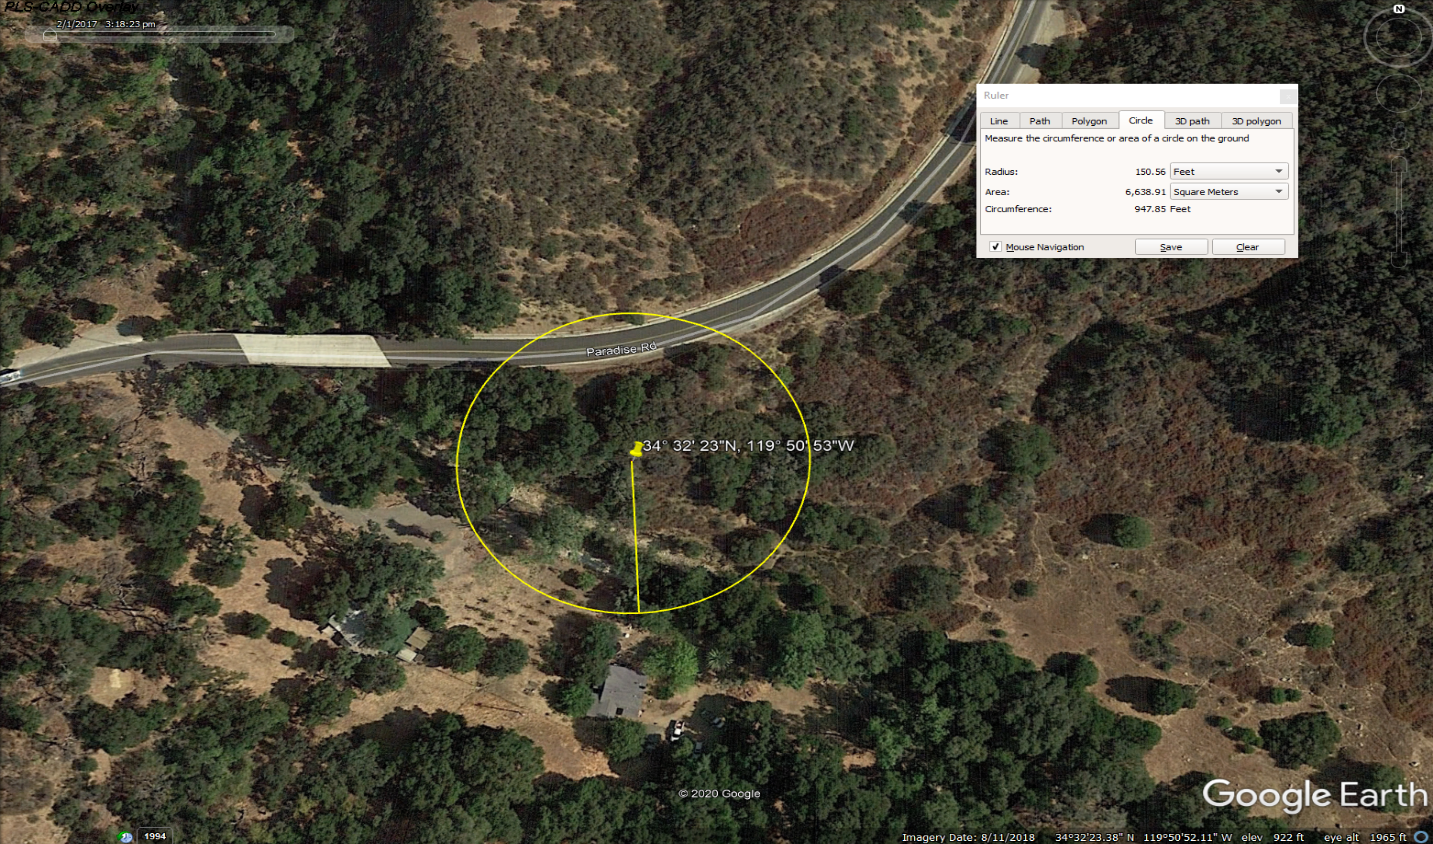 PLS-CADD Overlay
2/1/2017 3:18:23 pm
N
Ruler
Line Path Polygon Circle 3D path 3D polygon
Measure the circumference or area of a circle on the ground
Radius: 150.56 Feet
Area: 6,638.91 Square Meters
Circumference: 947.85 Feet
Mouse Navigation Save Clear
Paradise Rd
34° 32' 23"N, 119° 50' 53"W
© 2020 Google
Google Earth
1994
Imagery Date: 8/11/2018 34°32'23.38" N 119°50'52.11" W elev 922 ft eye alt 1965 ft